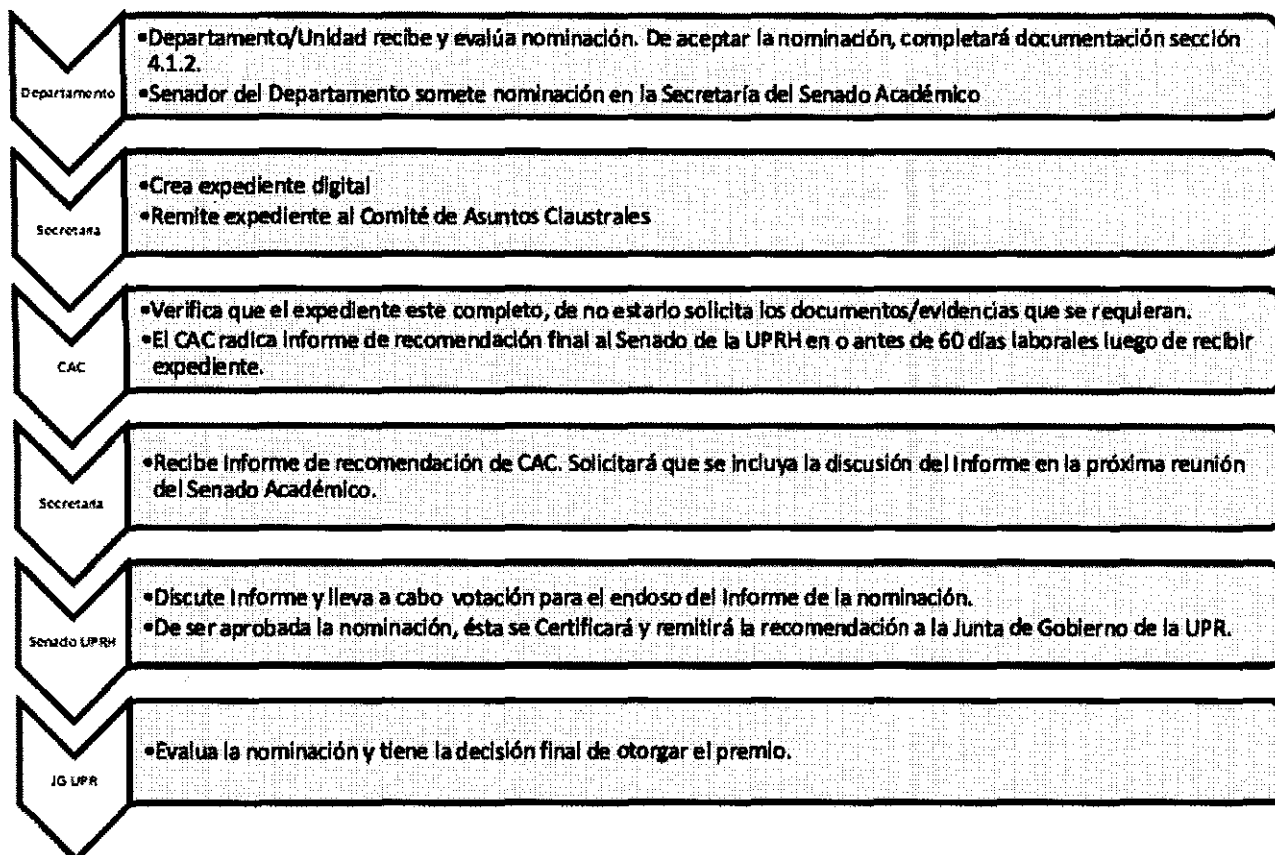 Departamento
•Departamento/Unidad recibe y evalúa nominación. De aceptar la nominación, completará documentación sección
4.1.2.
•Senador del Departamento somete nominación en la Secretaría del Senado Académico
Secretaria
•Crea expediente digital
•Remite expediente al Comité de Asuntos Claustrales
CAC
•Verifica que el expediente este completo, de no estarlo solicita los documentos/evidencias que se requieran.
•El CAC radica Informe de recomendación final al Senado de la UPRH en o antes de 60 días laborales luego de recibir
expediente.
Secretaria
•Recibe Informe de recomendación de CAC. Solicitará que se incluya la discusión del Informe en la próxima reunión
del Senado Académico.
Senado UPRH
•Discute Informe y lleva a cabo votación para el endoso del Informe de la nominación.
•De ser aprobada la nominación, ésta se Certificará y remitirá la recomendación a la Junta de Gobierno de la UPR.
JG UPR
•Evalua la nominación y tiene la decisión final de otorgar el premio.